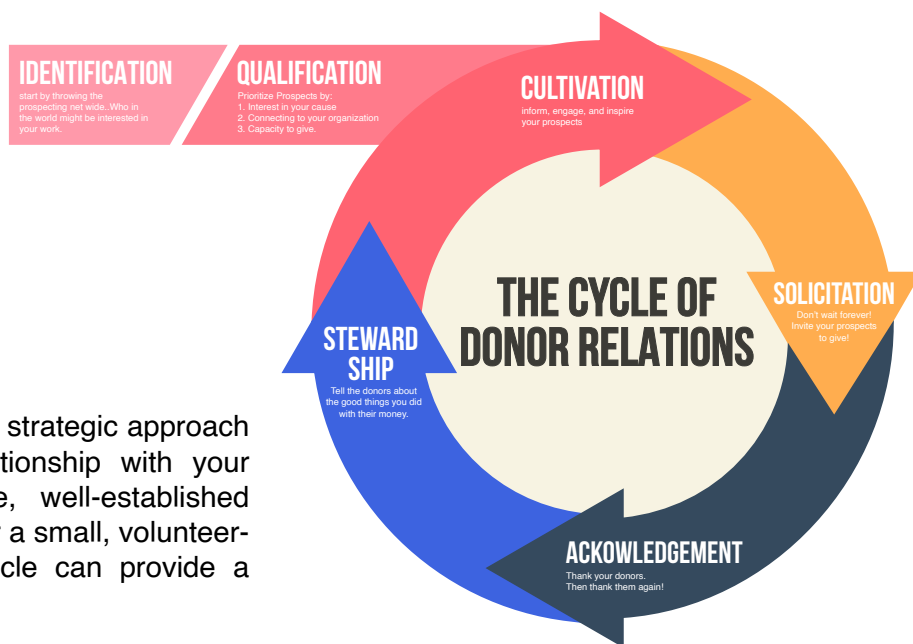 IDENTIFICATION
start by throwing the
prospecting net wide..Who in
the world might be interested in
your work.
QUALIFICATION
Prioritize Prospects by:
1. Interest in your cause
2. Connecting to your organization
3. Capacity to give.
CULTIVATION
inform, engage, and inspire
your prospects
SOLICITATION
Don't wait forever!
Invite your prospects
to give!
THE CYCLE OF
DONOR RELATIONS
STEWARD
SHIP
Tell the donors about
the good things you did
with their money.
ACKOWLEDGEMENT
Thank your donors.
Then thank them again!
strategic approach
tionship with your
e, well-established
r a small, volunteer-
cle can provide a